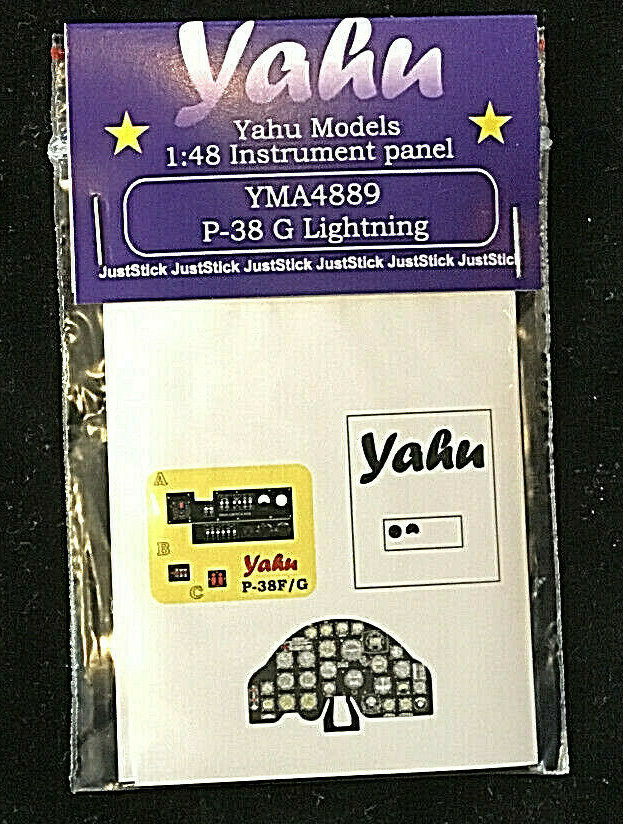 Yahu
Yahu Models
1:48 Instrument panel
YMA4889
P-38 G Lightning
JustStick JustStick JustStick JustStick JustStick JustStick
Yahu
A
B
C
Yahu
P-38F/G